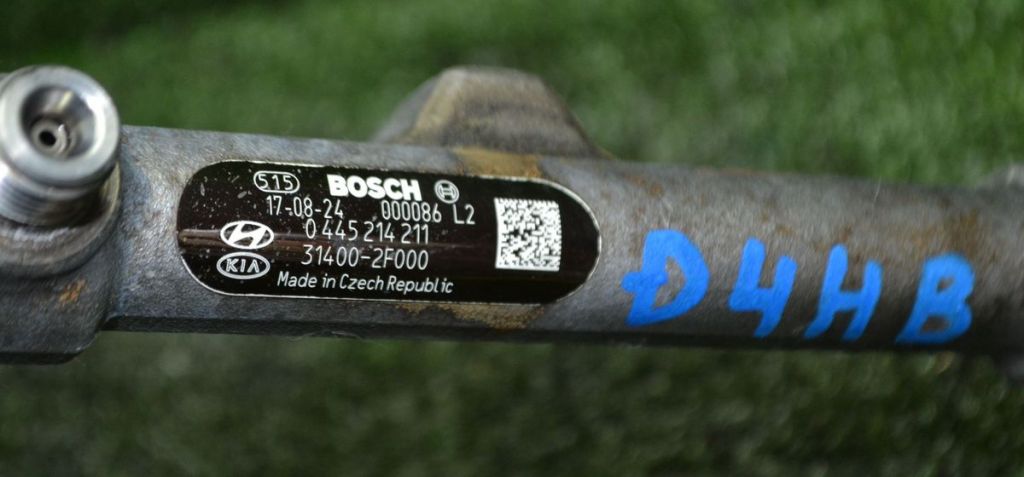 515 BOSCH
17-08-24 000086 L2
0 445 214 211
31400-2F000
KIA
Made in Czech Republic
D4HB